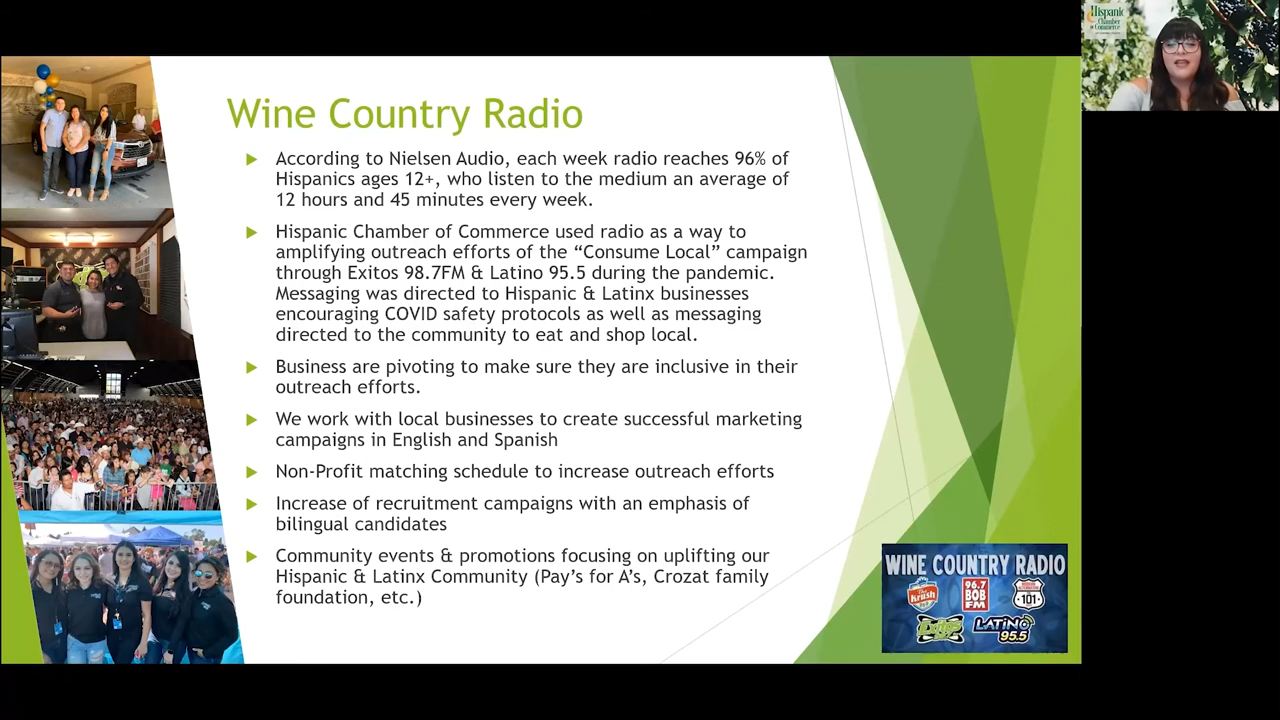 Hispanic
Chamber
of Commerce
Wine Country Radio
According to Nielsen Audio, each week radio reaches 96% of
Hispanics ages 12+, who listen to the medium an average of
12 hours and 45 minutes every week.
Hispanic Chamber of Commerce used radio as a way to
amplifying outreach efforts of the “Consume Local” campaign
through Exitos 98.7FM & Latino 95.5 during the pandemic.
Messaging was directed to Hispanic & Latinx businesses
encouraging COVID safety protocols as well as messaging
directed to the community to eat and shop local.
Business are pivoting to make sure they are inclusive in their
outreach efforts.
We work with local businesses to create successful marketing
campaigns in English and Spanish
Non-Profit matching schedule to increase outreach efforts
Increase of recruitment campaigns with an emphasis of
bilingual candidates
Community events & promotions focusing on uplifting our
Hispanic & Latinx Community (Pay’s for A’s, Crozat family
foundation, etc.)
WINE COUNTRY RADIO
The
Krush
96.7
BOB
FM
101
Exitos
LATINO
95.5